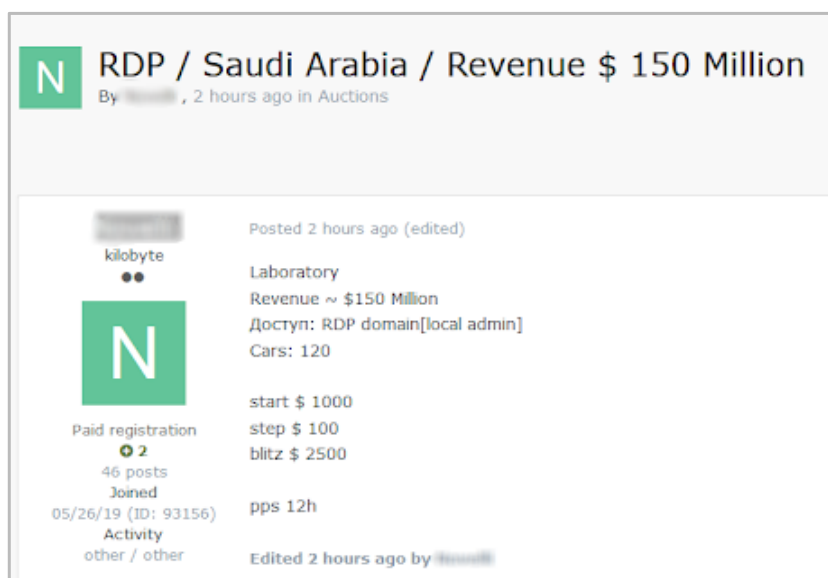 N
RDP / Saudi Arabia / Revenue $ 150 Million
By , 2 hours ago in Auctions
kilobyte
N
Paid registration
2
46 posts
Joined
05/26/19 (ID: 93156)
Activity
other / other
Posted 2 hours ago (edited)
Laboratory
Revenue ~ $150 Million
Доступ: RDP domain[local admin]
Cars: 120
start $ 1000
step $ 100
blitz $ 2500
pps 12h
Edited 2 hours ago by